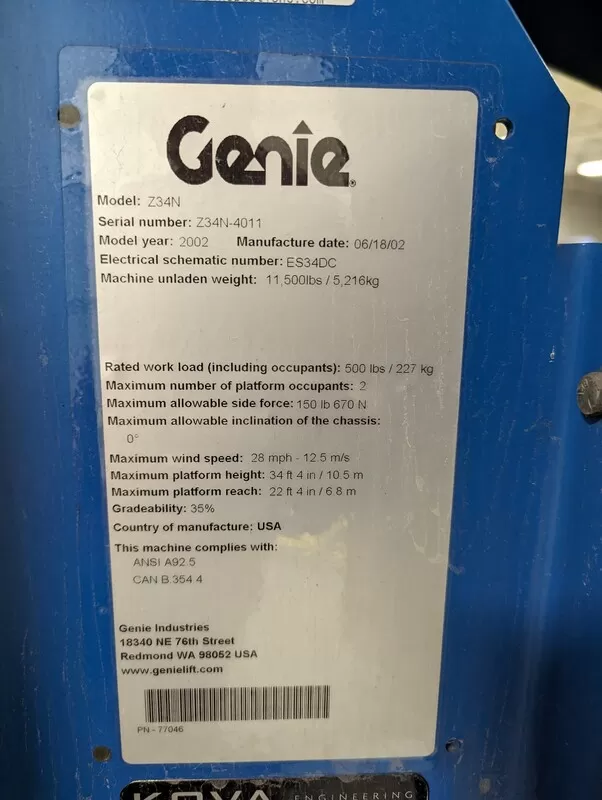 Genie®
Model: Z34N
Serial number: Z34N-4011
Model year: 2002 Manufacture date: 06/18/02
Electrical schematic number: ES34DC
Machine unladen weight: 11,500lbs / 5,216kg
Rated work load (including occupants): 500 lbs / 227 kg
Maximum number of platform occupants: 2
Maximum allowable side force: 150 lb 670 N
Maximum allowable inclination of the chassis:
0°
Maximum wind speed: 28 mph - 12.5 m/s
Maximum platform height: 34 ft 4 in / 10.5 m
Maximum platform reach: 22 ft 4 in / 6.8 m
Gradeability: 35%
Country of manufacture: USA
This machine complies with:
ANSI A92.5
CAN B.354.4
Genie Industries
18340 NE 76th Street
Redmond WA 98052 USA
www.genielift.com
PN - 77046
KOVA ENGINEERING